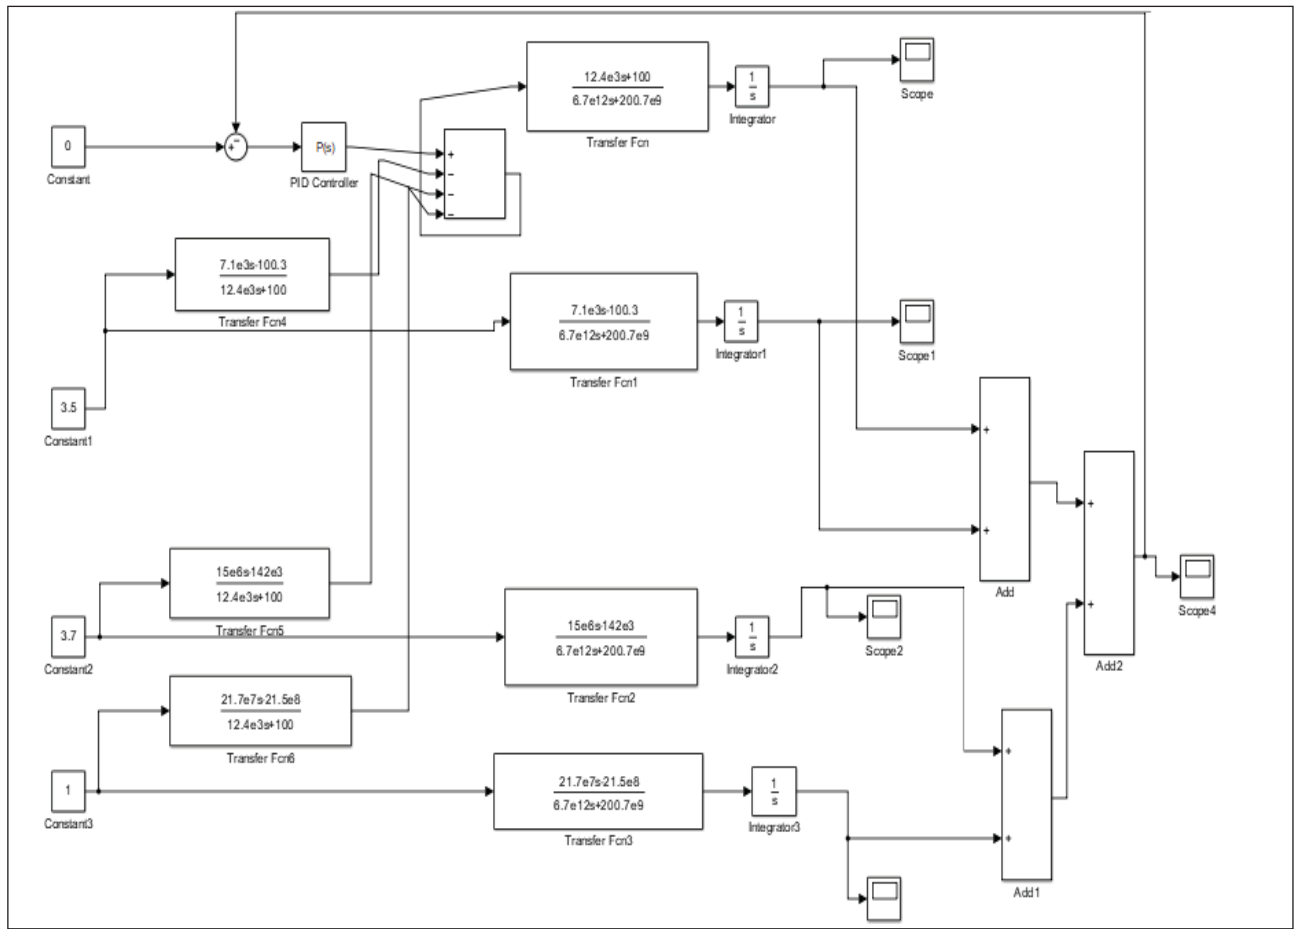 12.4e3s+100
6.7e12s+200.7e9
Transfer Fcn
1
s
Integrator
Scope
0
Constant
+
−
P(s)
PID Controller
+
−
−
−
7.1e3s-100.3
12.4e3s+100
Transfer Fcn4
7.1e3s-100.3
6.7e12s+200.7e9
Transfer Fcn1
1
s
Integrator1
Scope1
3.5
Constant1
+
+
Add
15e6s-142e3
12.4e3s+100
Transfer Fcn5
3.7
Constant2
15e6s-142e3
6.7e12s+200.7e9
Transfer Fcn2
1
s
Integrator2
Scope2
+
+
Add2
Scope4
21.7e7s-21.5e8
12.4e3s+100
Transfer Fcn6
1
Constant3
21.7e7s-21.5e8
6.7e12s+200.7e9
Transfer Fcn3
1
s
Integrator3
+
+
Add1